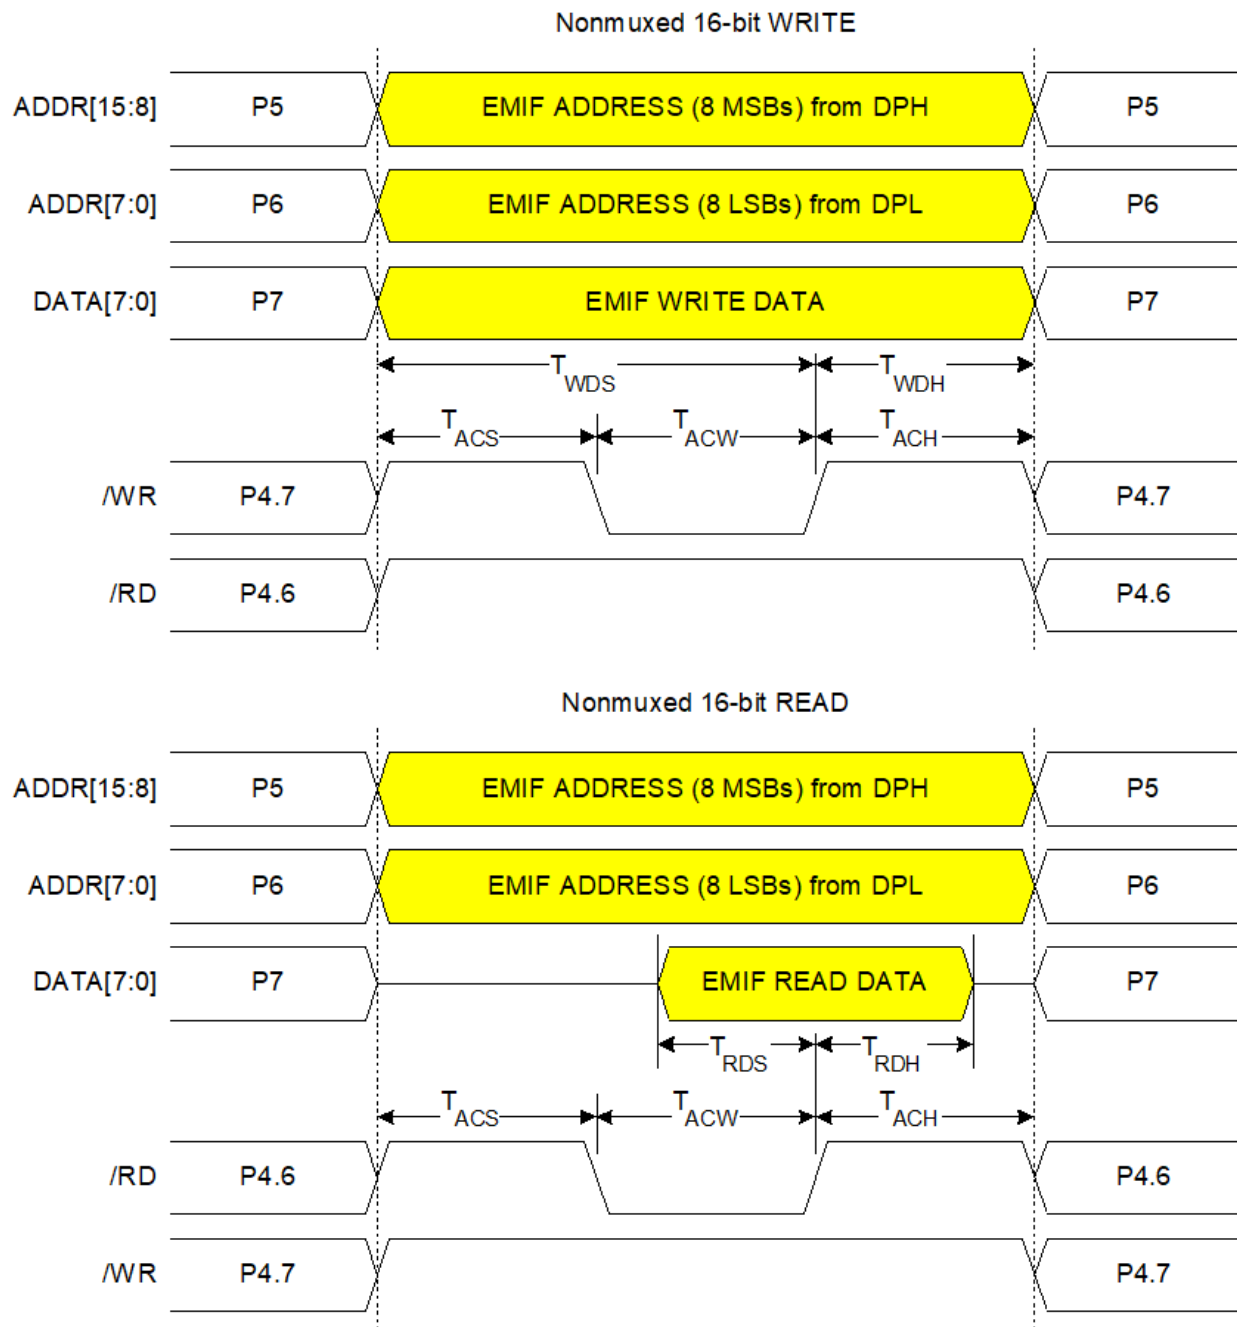 Nonmuxed 16-bit WRITE
ADDR[15:8] P5 EMIF ADDRESS (8 MSBs) from DPH P5
ADDR[7:0] P6 EMIF ADDRESS (8 LSBs) from DPL P6
DATA[7:0] P7 EMIF WRITE DATA P7
TWDS TWDH
TACS TACW TACH
/WR P4.7 P4.7
/RD P4.6 P4.6
Nonmuxed 16-bit READ
ADDR[15:8] P5 EMIF ADDRESS (8 MSBs) from DPH P5
ADDR[7:0] P6 EMIF ADDRESS (8 LSBs) from DPL P6
DATA[7:0] P7 EMIF READ DATA P7
TRDS TRDH
TACS TACW TACH
/RD P4.6 P4.6
/WR P4.7 P4.7